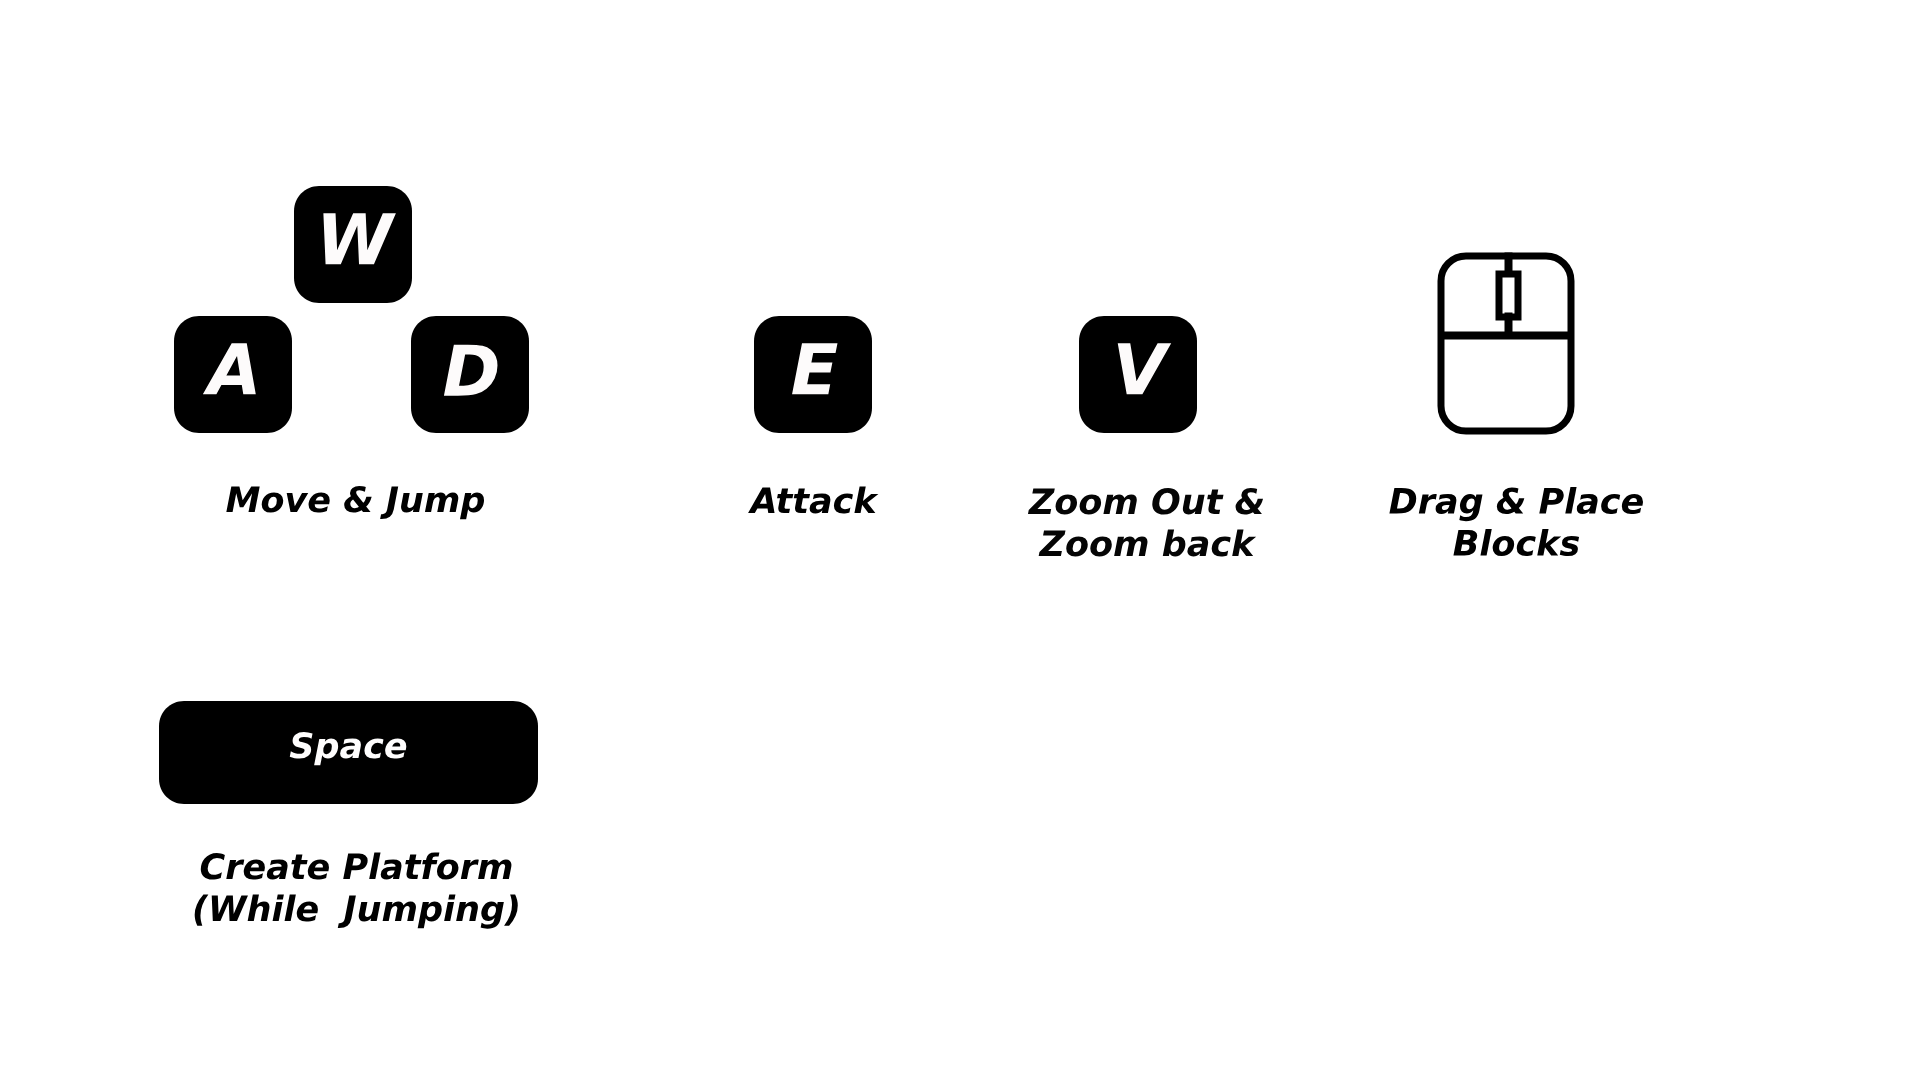 W
A D
E
V
Move & Jump
Attack
Zoom Out &
Zoom back
Drag & Place
Blocks
Space
Create Platform
(While  Jumping)